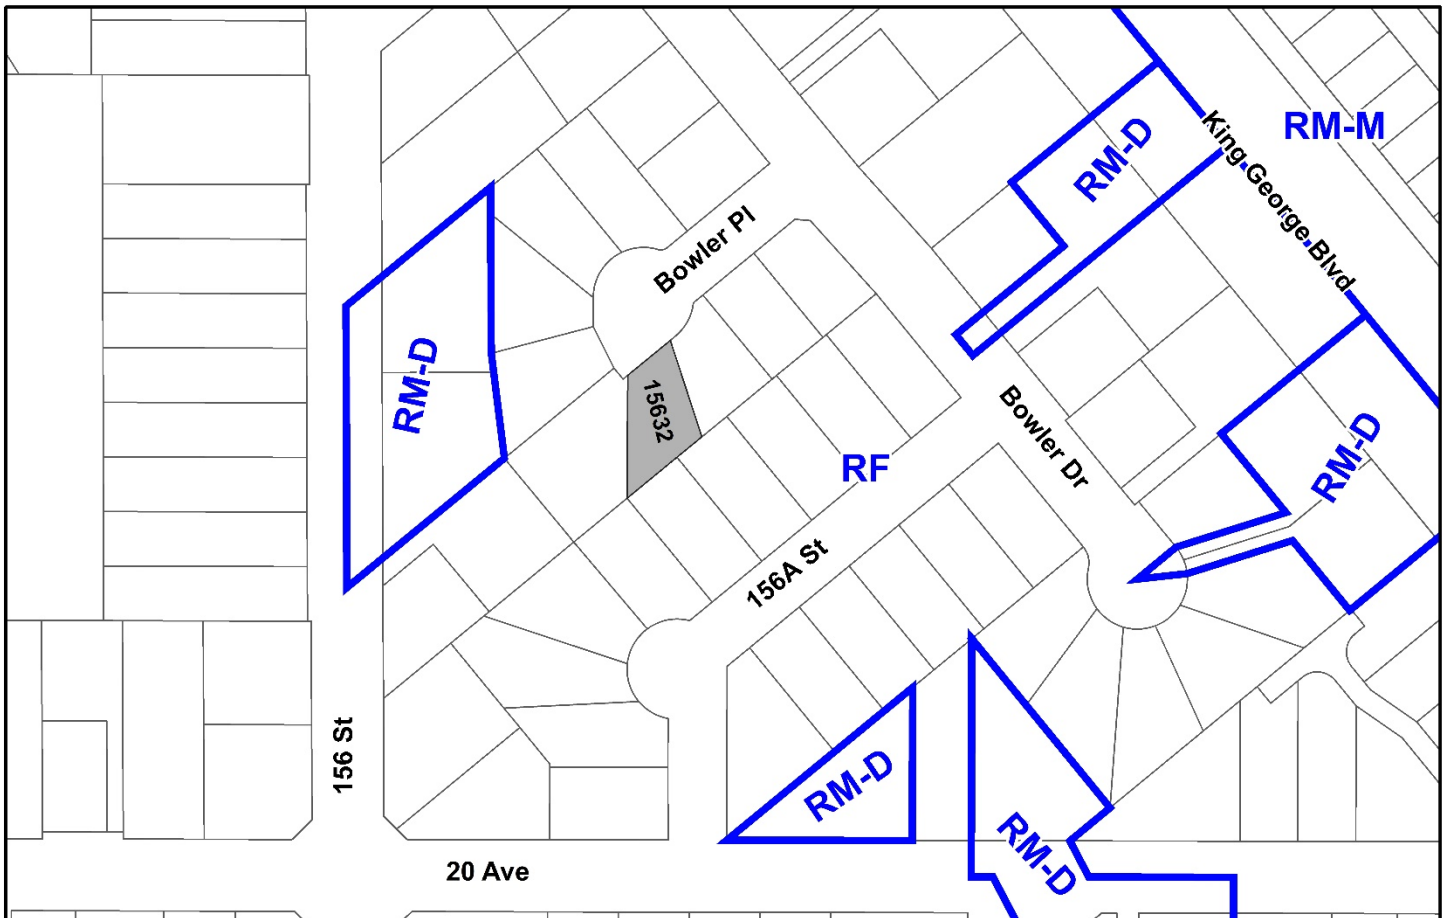 RM-M
RM-D
King George Blvd
Bowler Pl
RM-D
15632
Bowler Dr
RM-D
RF
156A St
156 St
RM-D
RM-D
20 Ave